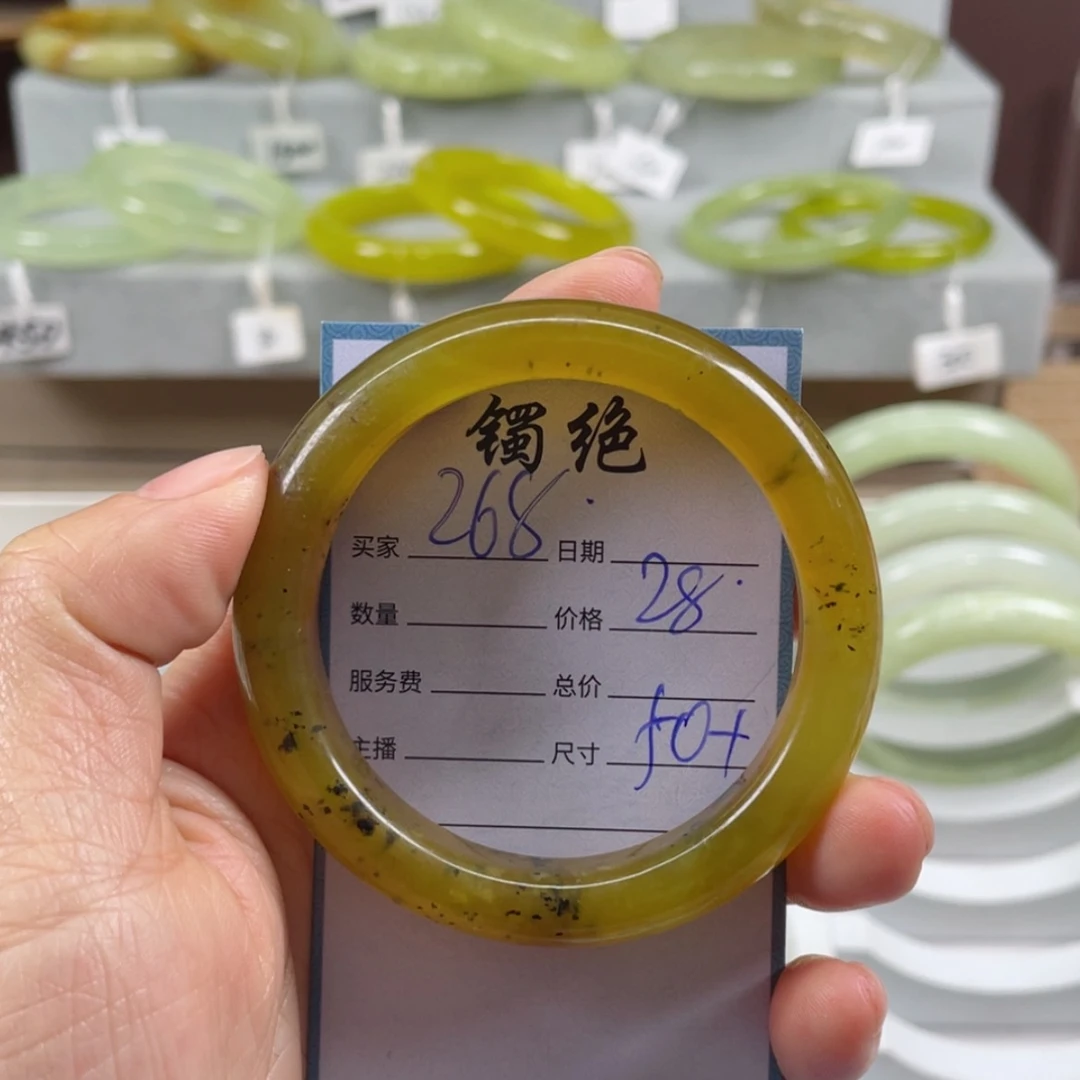 镯绝
买家 268. 日期
数量 价格 28.
服务费 总价
主播 尺寸 50+